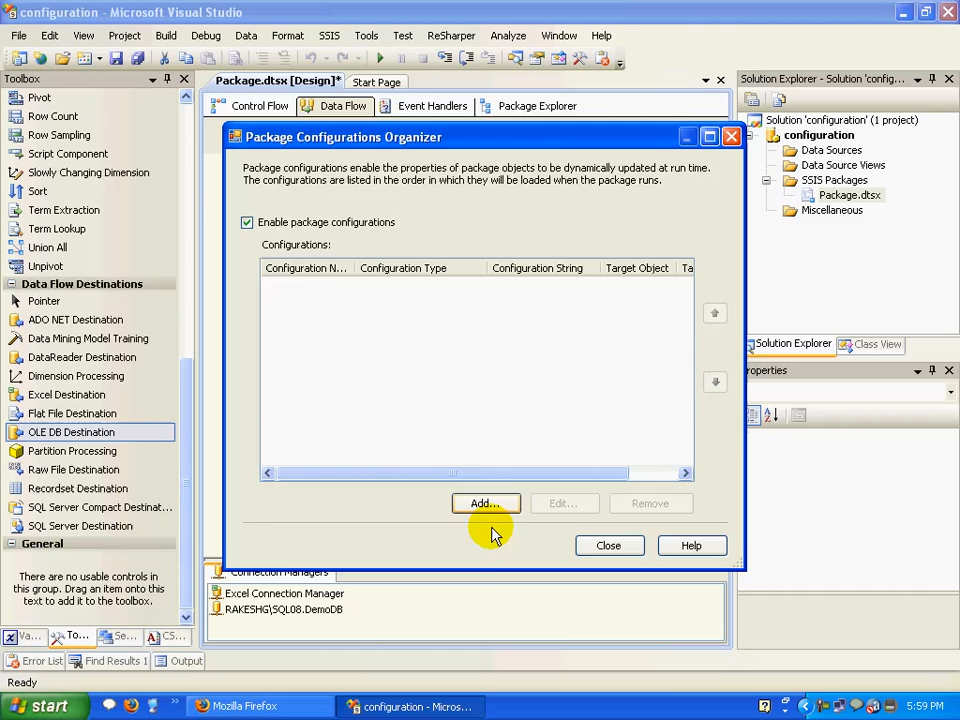 configuration - Microsoft Visual Studio
File Edit View Project Build Debug Data Format SSIS Tools Test ReSharper Analyze Window Help
Toolbox
Pivot
Row Count
Row Sampling
Script Component
Slowly Changing Dimension
Sort
Term Extraction
Term Lookup
Union All
Unpivot
Data Flow Destinations
Pointer
ADO NET Destination
Data Mining Model Training
DataReader Destination
Dimension Processing
Excel Destination
Flat File Destination
OLE DB Destination
Partition Processing
Raw File Destination
Recordset Destination
SQL Server Compact Destinat...
SQL Server Destination
General
There are no usable controls in
this group. Drag an item onto this
text to add it to the toolbox.
Va... To... Se... CS...
Error List Find Results 1 Output
Ready
Package.dtsx [Design]* Start Page
Control Flow Data Flow Event Handlers Package Explorer
Package Configurations Organizer
Package configurations enable the properties of package objects to be dynamically updated at run time.
The configurations are listed in the order in which they will be loaded when the package runs.
Enable package configurations
Configurations:
Configuration N... Configuration Type Configuration String Target Object Ta
Add... Edit... Remove
Close Help
Connection Managers
Excel Connection Manager
RAKESHG\SQL08.DemoDB
Solution Explorer - Solution 'config...
Solution 'configuration' (1 project)
configuration
Data Sources
Data Source Views
SSIS Packages
Package.dtsx
Miscellaneous
Solution Explorer Class View
roperties
start Mozilla Firefox configuration - Micros... 5:59 PM